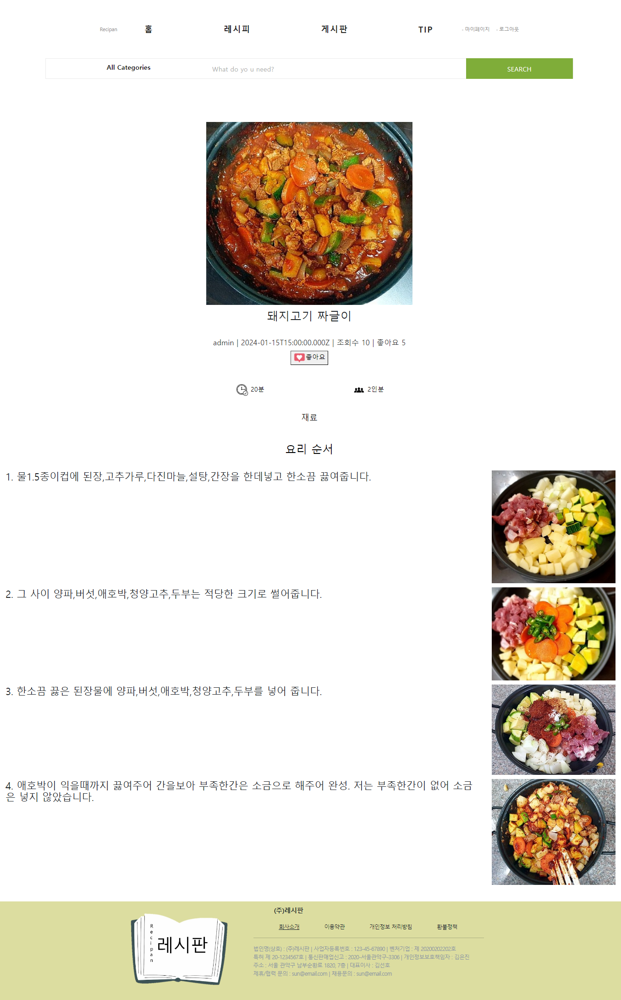 Recipan
홈
레시피
게시판
TIP
마이페이지
로그아웃
All Categories
What do yo u need?
SEARCH
돼지고기 짜글이
admin | 2024-01-15T15:00:00.000Z | 조회수 10 | 좋아요 5
좋아요
20분
2인분
재료
요리 순서
1. 물1.5종이컵에 된장,고추가루,다진마늘,설탕,간장을 한데넣고 한소끔 끓여줍니다.
2. 그 사이 양파,버섯,애호박,청양고추,두부는 적당한 크기로 썰어줍니다.
3. 한소끔 끓은 된장물에 양파,버섯,애호박,청양고추,두부를 넣어 줍니다.
4. 애호박이 익을때까지 끓여주어 간을보아 부족한간은 소금으로 해주어 완성. 저는 부족한간이 없어 소금
은 넣지 않았습니다.
Recipan
레시판
(주)레시판
회사소개
이용약관
개인정보 처리방침
환불정책
법인명(상호) : (주)레시판 | 사업자등록번호 : 123-45-67890 | 벤처기업 : 제 20200202202호
특허 제 20-1234567호 | 통신판매업신고 : 2020-서울관악구-3306 | 개인정보보호책임자 : 김은진
주소 : 서울 관악구 남부순환료 1820, 7층 | 대표이사 : 김선호
제휴/협력 문의 : sun@email.com | 채용문의 : sun@email.com